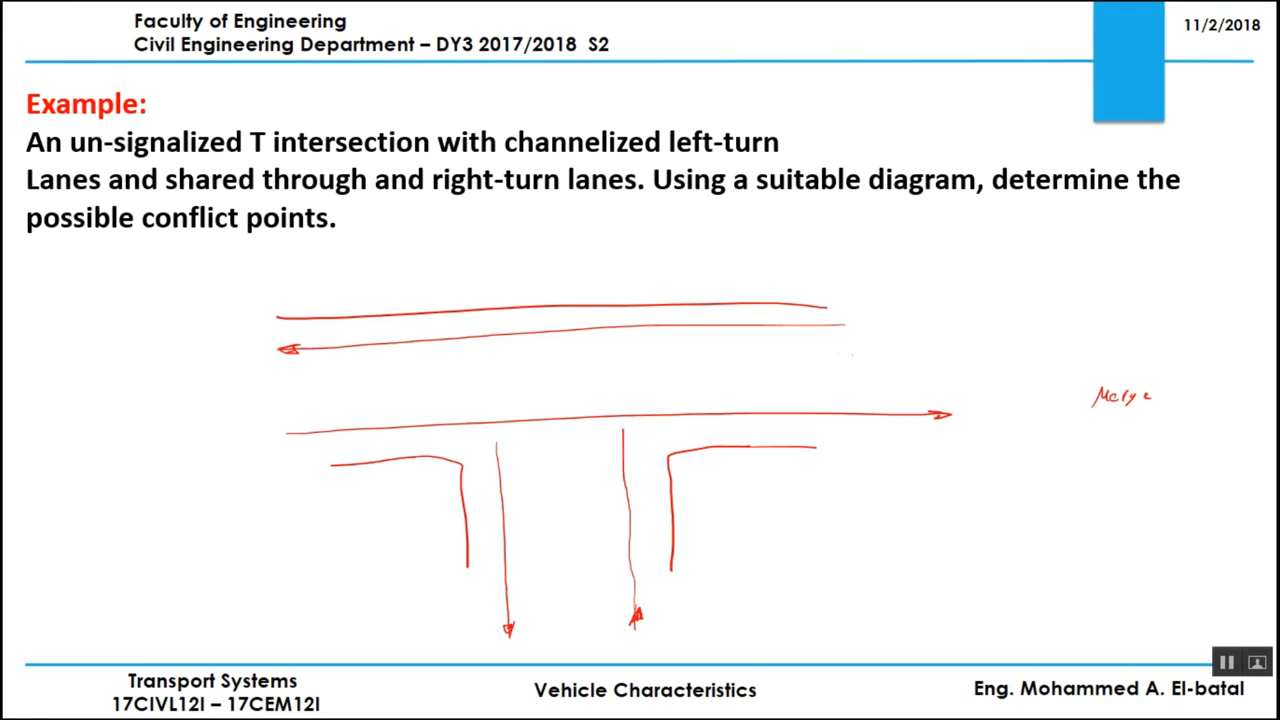 Faculty of Engineering
Civil Engineering Department – DY3 2017/2018 S2
11/2/2018
Example:
An un-signalized T intersection with channelized left-turn
Lanes and shared through and right-turn lanes. Using a suitable diagram, determine the
possible conflict points.
Merge
Transport Systems
17CIVL12I – 17CEM12I
Vehicle Characteristics
Eng. Mohammed A. El-batal